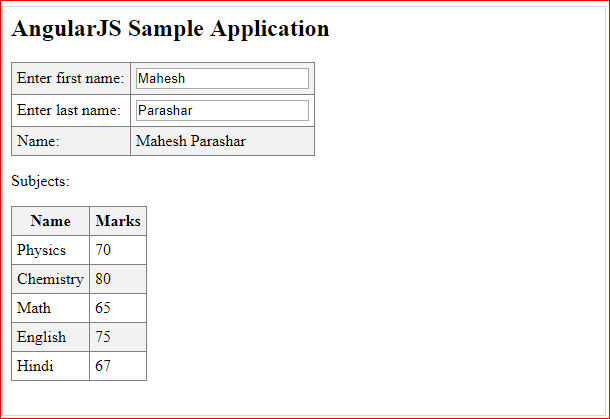 AngularJS Sample Application
Enter first name: Mahesh
Enter last name: Parashar
Name: Mahesh Parashar
Subjects:
Name Marks
Physics 70
Chemistry 80
Math 65
English 75
Hindi 67